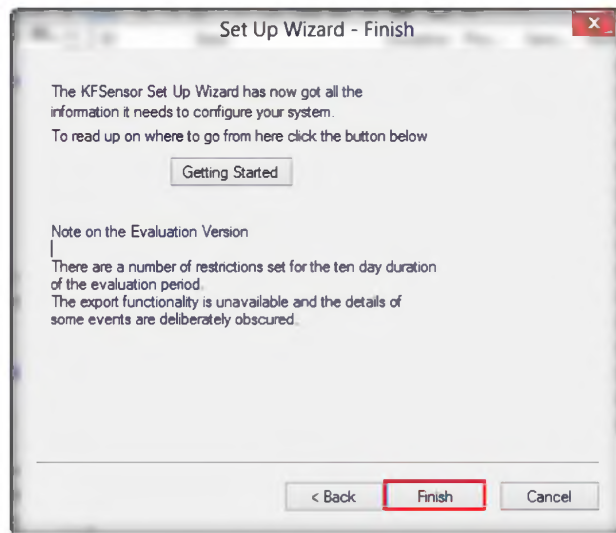 Set Up Wizard - Finish
X
The KFSensor Set Up Wizard has now got all the
information it needs to configure your system.
To read up on where to go from here click the button below
Getting Started
Note on the Evaluation Version
There are a number of restrictions set for the ten day duration
of the evaluation period.
The export functionality is unavailable and the details of
some events are deliberately obscured.
< Back
Finish
Cancel